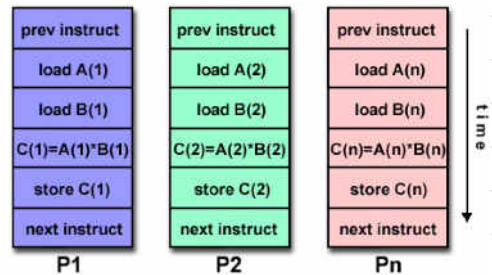 prev instruct
load A(1)
load B(1)
C(1)=A(1)*B(1)
store C(1)
next instruct
P1
prev instruct
load A(2)
load B(2)
C(2)=A(2)*B(2)
store C(2)
next instruct
P2
prev instruct
load A(n)
load B(n)
C(n)=A(n)*B(n)
store C(n)
next instruct
Pn
time